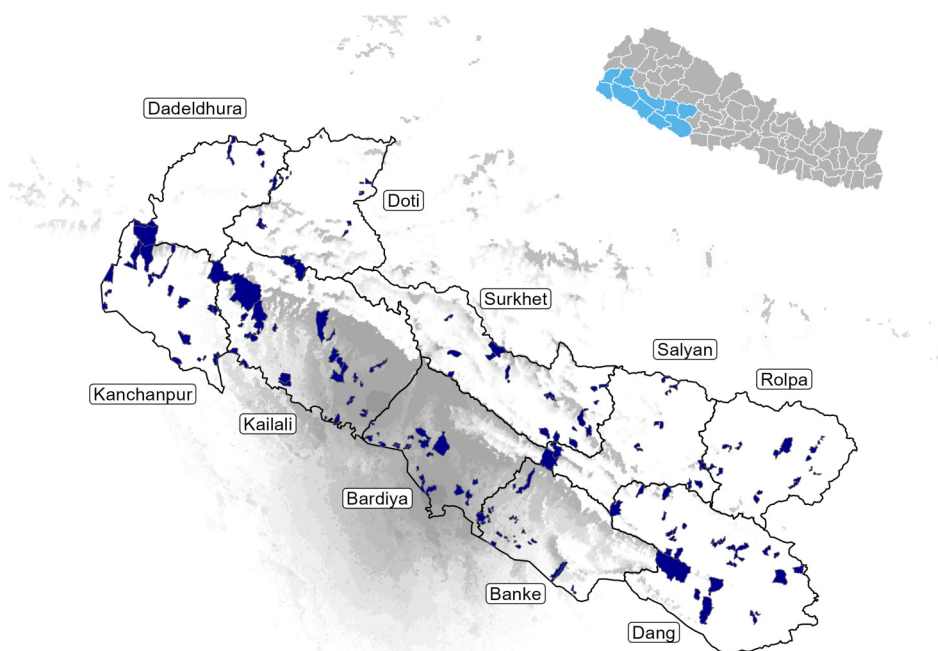 Dadeldhura
Doti
Surkhet
Salyan
Rolpa
Kanchanpur
Kailali
Bardiya
Banke
Dang